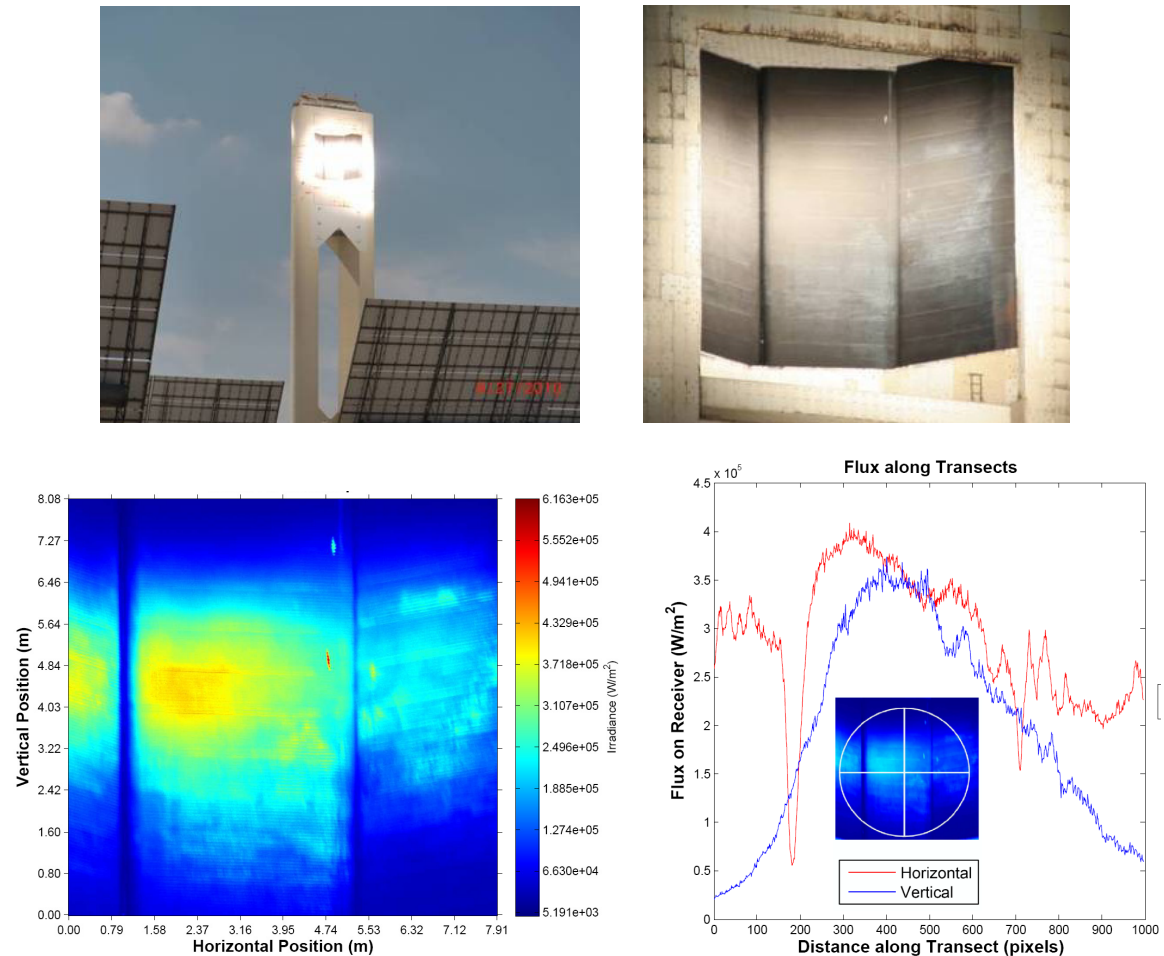 8/27/2010
8.08
7.27
6.46
5.64
4.84
4.03
3.22
2.42
1.60
0.80
0.00
Vertical Position (m)
0.00 0.79 1.58 2.37 3.16 3.95 4.74 5.53 6.32 7.12 7.91
Horizontal Position (m)
6.163e+05
5.552e+05
4.941e+05
4.329e+05
3.718e+05
3.107e+05
2.496e+05
1.885e+05
1.274e+05
6.630e+04
5.191e+03
Irradiance (W/m²)
Flux along Transects
x 10⁵
4.5
4
3.5
3
2.5
2
1.5
1
0.5
0
Flux on Receiver (W/m²)
0 100 200 300 400 500 600 700 800 900 1000
Distance along Transect (pixels)
Horizontal
Vertical